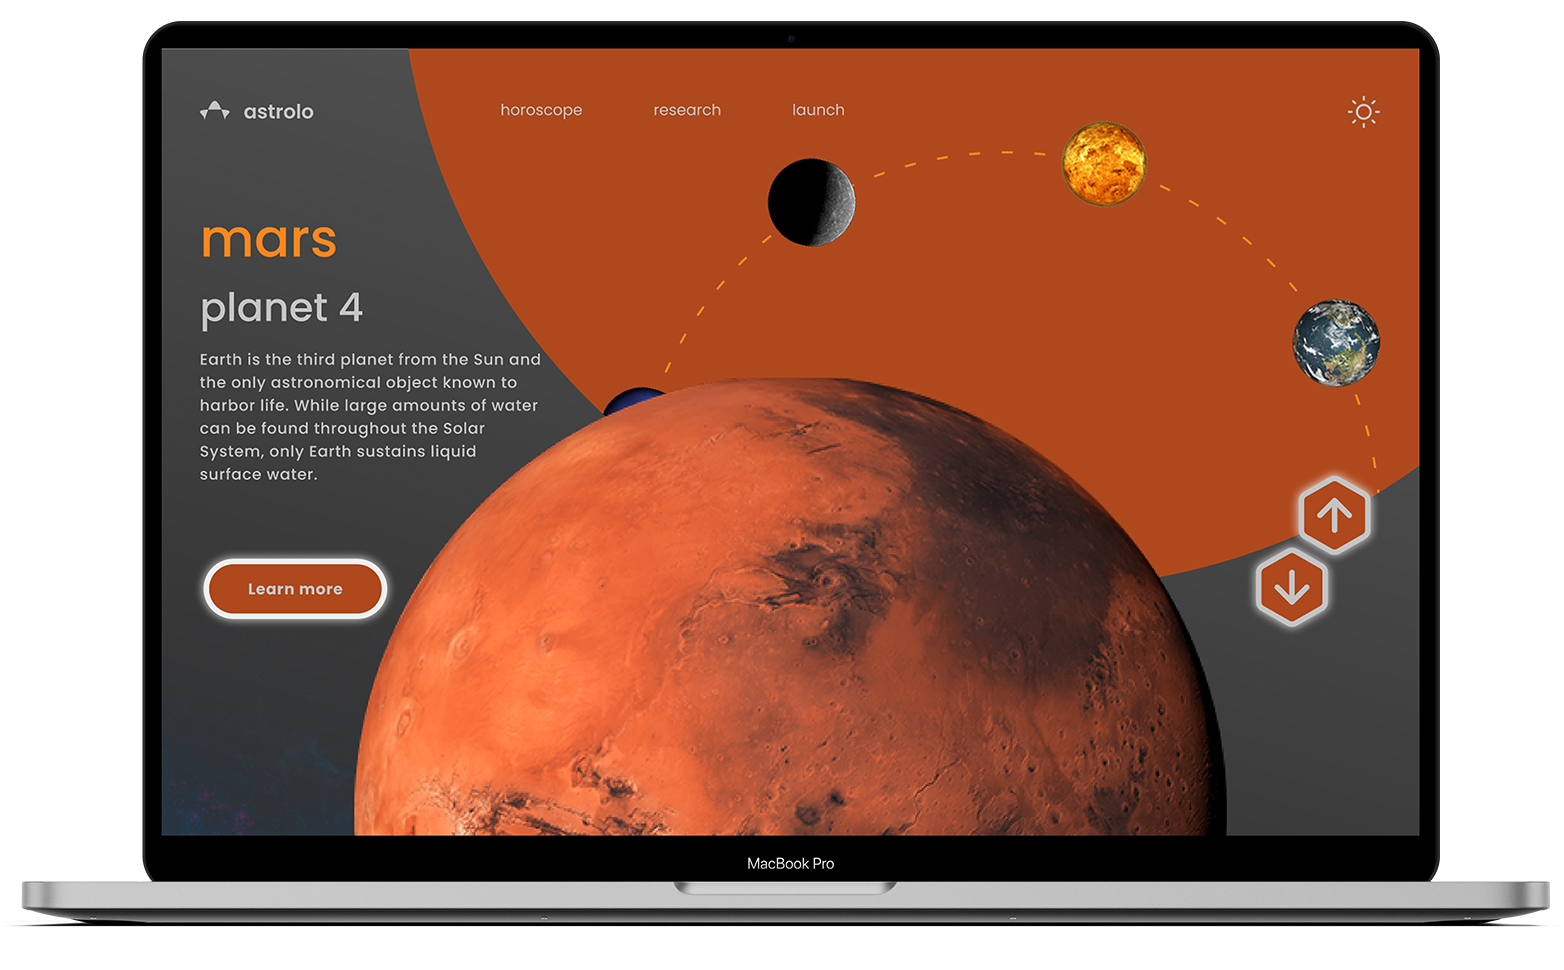 astrolo
horoscope
research
launch
mars
planet 4
Earth is the third planet from the Sun and
the only astronomical object known to
harbor life. While large amounts of water
can be found throughout the Solar
System, only Earth sustains liquid
surface water.
Learn more
MacBook Pro